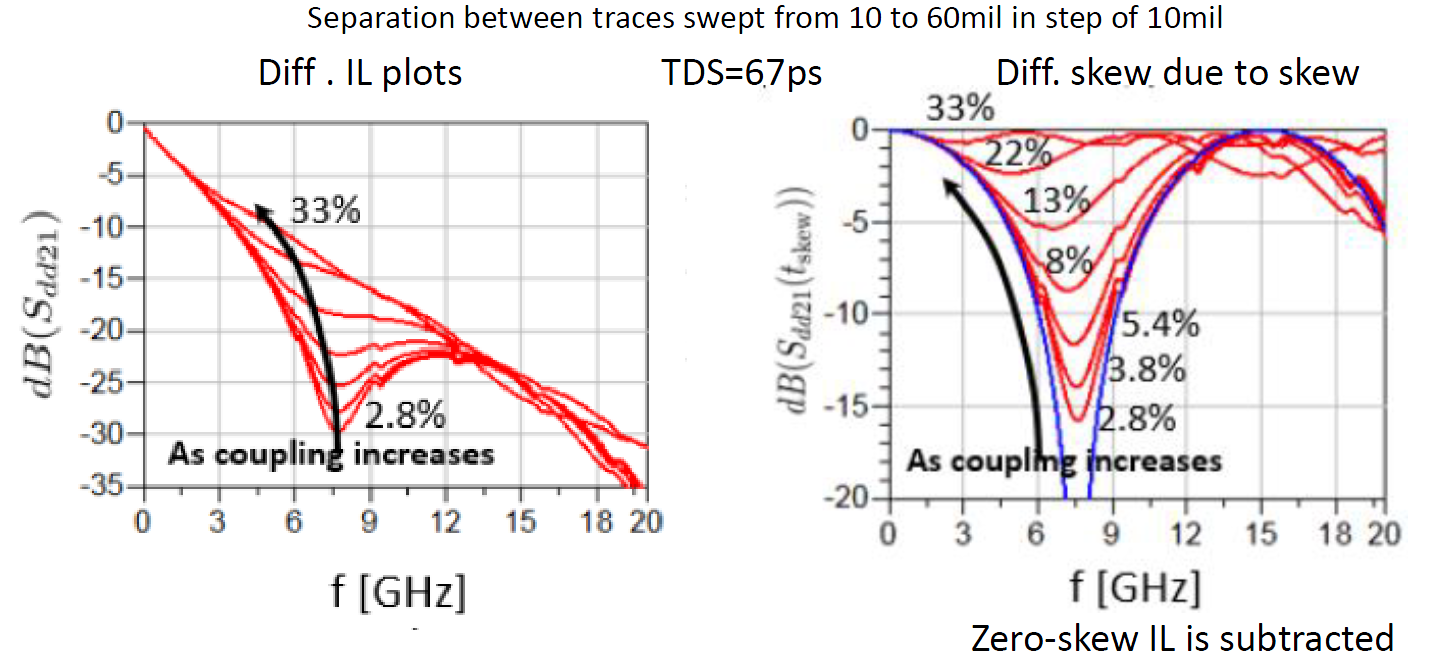 Separation between traces swept from 10 to 60mil in step of 10mil
Diff . IL plots
TDS=67ps
Diff. skew due to skew
0
-5
-10
-15
-20
-25
-30
-35
dB(Sdd21)
33%
2.8%
As coupling increases
0 3 6 9 12 15 18 20
f [GHz]
0
-5
-10
-15
-20
dB(Sdd21(tskew))
33%
22%
13%
8%
5.4%
3.8%
2.8%
As coupling increases
0 3 6 9 12 15 18 20
f [GHz]
Zero-skew IL is subtracted